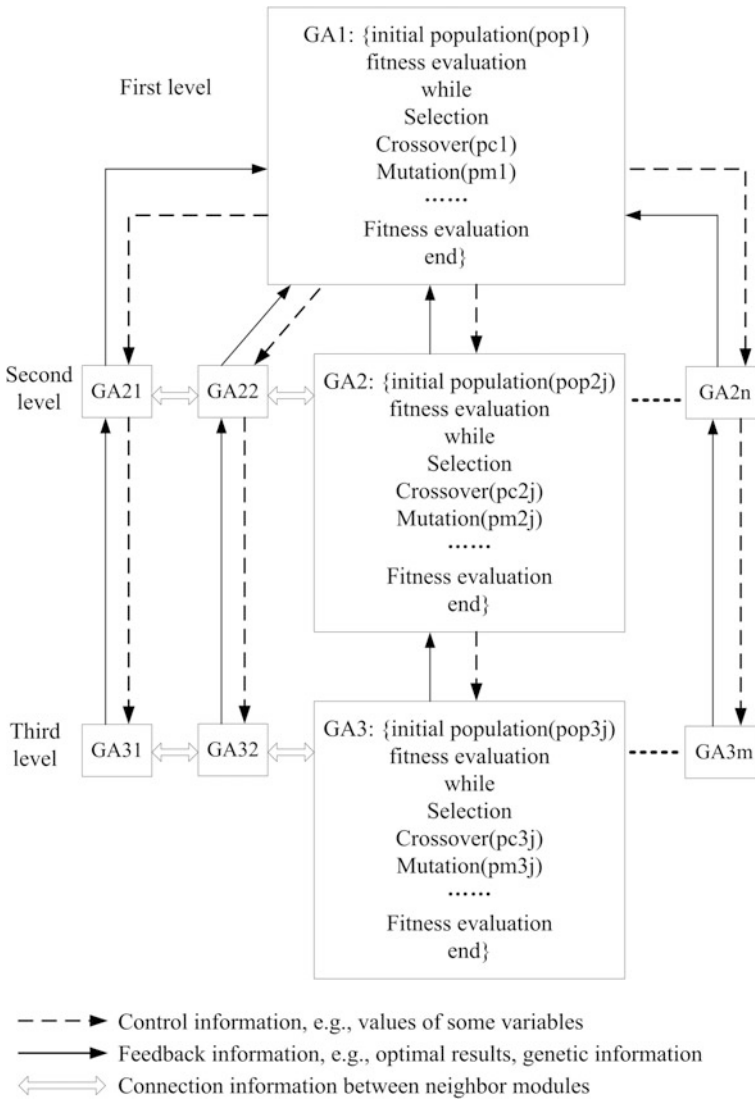 GA1: {initial population(pop1)
fitness evaluation
while
Selection
Crossover(pc1)
Mutation(pm1)
......
Fitness evaluation
end}
First level
Second
level
GA21
GA22
GA2: {initial population(pop2j)
fitness evaluation
while
Selection
Crossover(pc2j)
Mutation(pm2j)
......
Fitness evaluation
end}
GA2n
Third
level
GA31
GA32
GA3: {initial population(pop3j)
fitness evaluation
while
Selection
Crossover(pc3j)
Mutation(pm3j)
......
Fitness evaluation
end}
GA3m
Control information, e.g., values of some variables
Feedback information, e.g., optimal results, genetic information
Connection information between neighbor modules